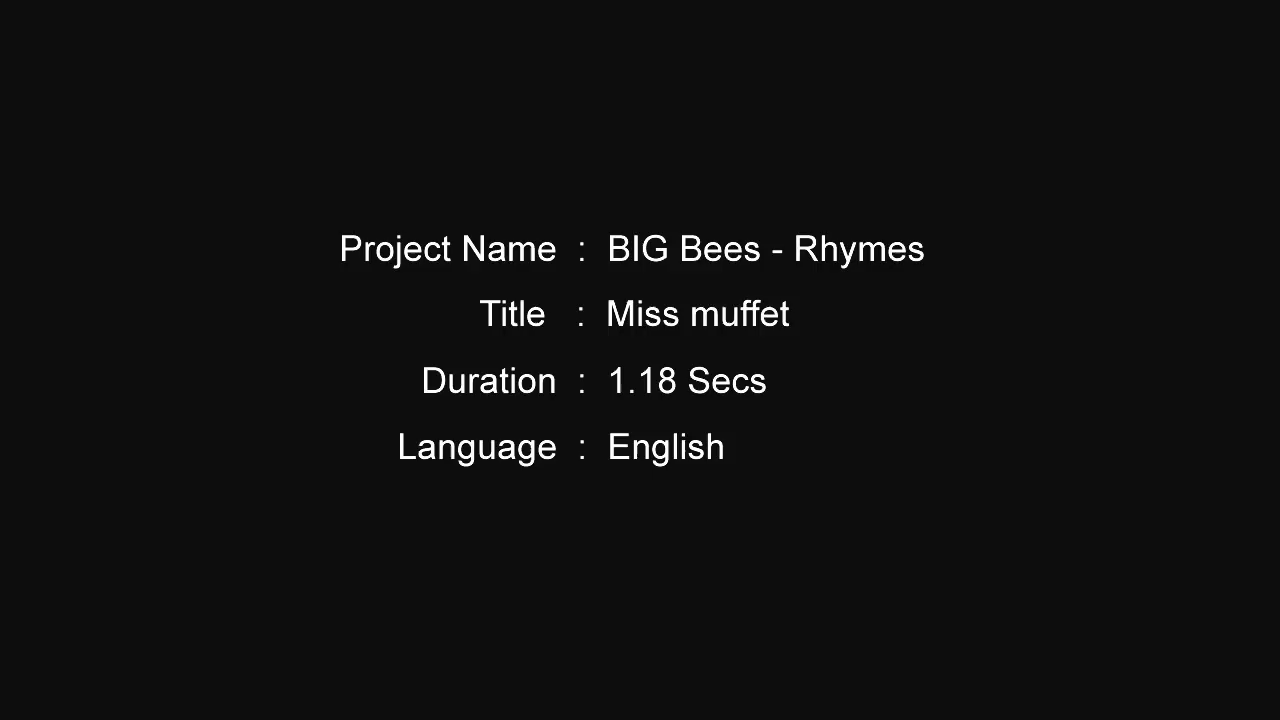 Project Name : BIG Bees - Rhymes
Title : Miss muffet
Duration : 1.18 Secs
Language : English